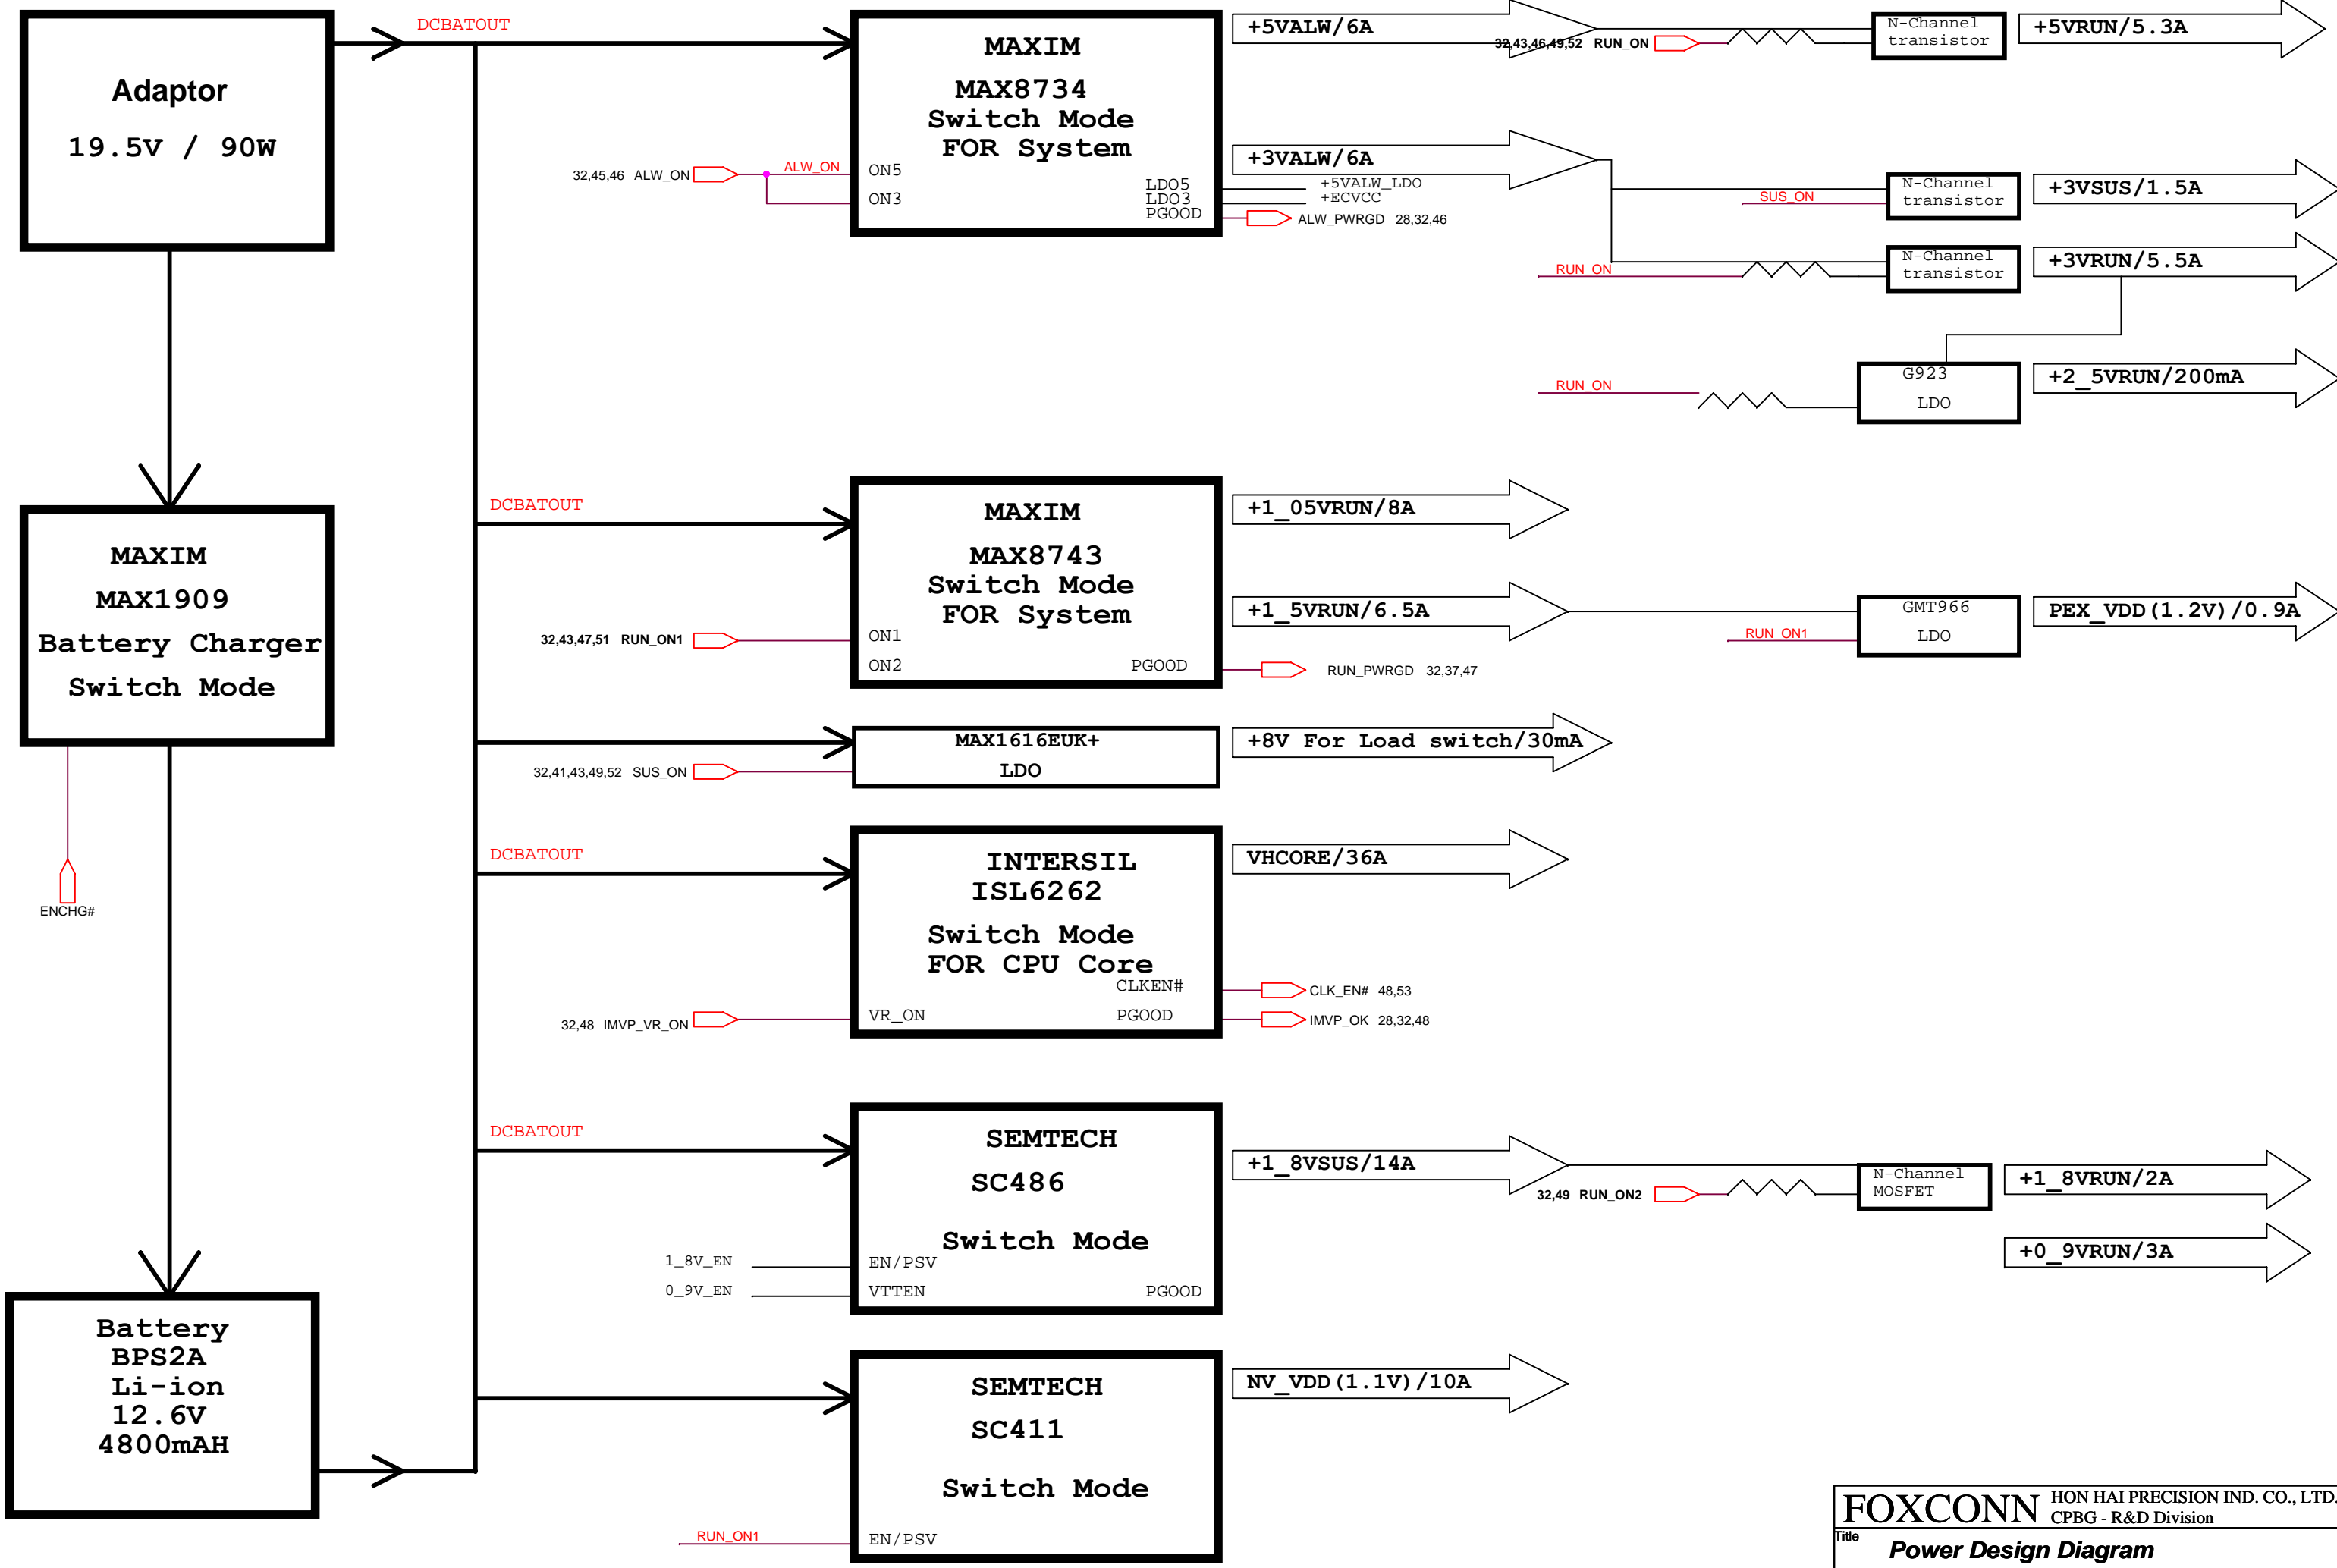 DCBATOUT
Adaptor
19.5V / 90W
MAXIM
MAX8734
Switch Mode
FOR System
32,45,46 ALW_ON
ALW_ON
ON5
ON3
LDO5
LDO3
PGOOD
+5VALW/6A
32,43,46,49,52 RUN_ON
N-Channel
transistor
+5VRUN/5.3A
+3VALW/6A
+5VALW_LDO
+ECVCC
ALW_PWRGD 28,32,46
SUS_ON
N-Channel
transistor
+3VSUS/1.5A
RUN_ON
N-Channel
transistor
+3VRUN/5.5A
RUN_ON
G923
LDO
+2_5VRUN/200mA
MAXIM
MAX1909
Battery Charger
Switch Mode
ENCHG#
DCBATOUT
MAXIM
MAX8743
Switch Mode
FOR System
32,43,47,51 RUN_ON1
ON1
ON2
PGOOD
+1_05VRUN/8A
+1_5VRUN/6.5A
RUN_PWRGD 32,37,47
RUN_ON1
GMT966
LDO
PEX_VDD(1.2V)/0.9A
MAX1616EUK+
LDO
32,41,43,49,52 SUS_ON
+8V For Load switch/30mA
DCBATOUT
INTERSIL
ISL6262
Switch Mode
FOR CPU Core
CLKEN#
32,48 IMVP_VR_ON
VR_ON
PGOOD
VHCORE/36A
CLK_EN# 48,53
IMVP_OK 28,32,48
DCBATOUT
SEMTECH
SC486
Switch Mode
1_8V_EN
EN/PSV
0_9V_EN
VTTEN
PGOOD
+1_8VSUS/14A
32,49 RUN_ON2
N-Channel
MOSFET
+1_8VRUN/2A
+0_9VRUN/3A
Battery
BPS2A
Li-ion
12.6V
4800mAH
SEMTECH
SC411
Switch Mode
RUN_ON1
EN/PSV
NV_VDD(1.1V)/10A
FOXCONN
HON HAI PRECISION IND. CO., LTD.
CPBG - R&D Division
Title
Power Design Diagram